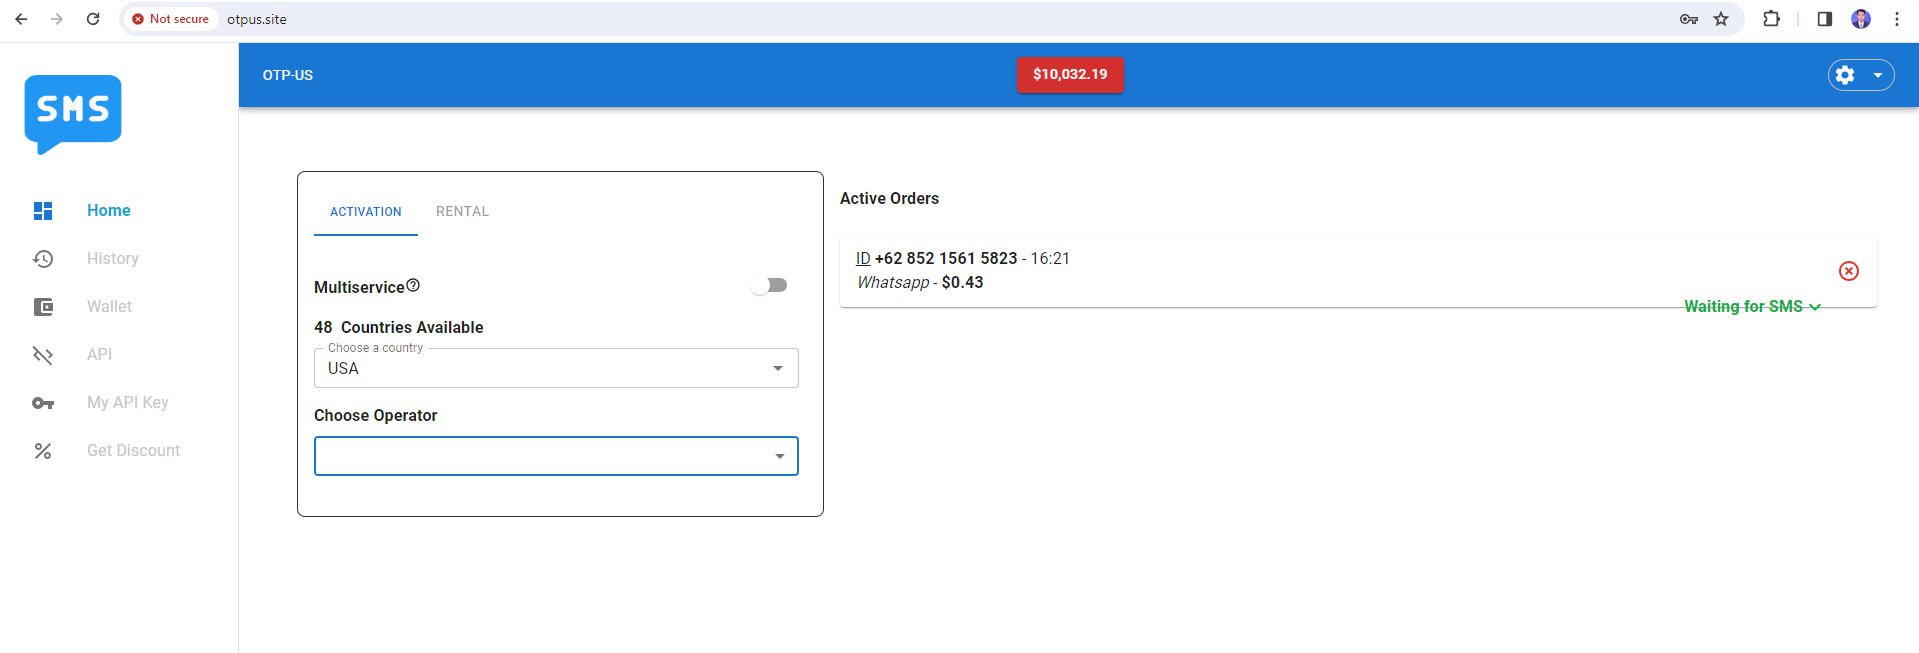 Not secure
otpus.site
SMS
OTP-US
$10,032.19
Home
History
Wallet
API
My API Key
Get Discount
ACTIVATION
RENTAL
Multiservice
48 Countries Available
Choose a country
USA
Choose Operator
Active Orders
ID +62 852 1561 5823 - 16:21
Whatsapp - $0.43
Waiting for SMS